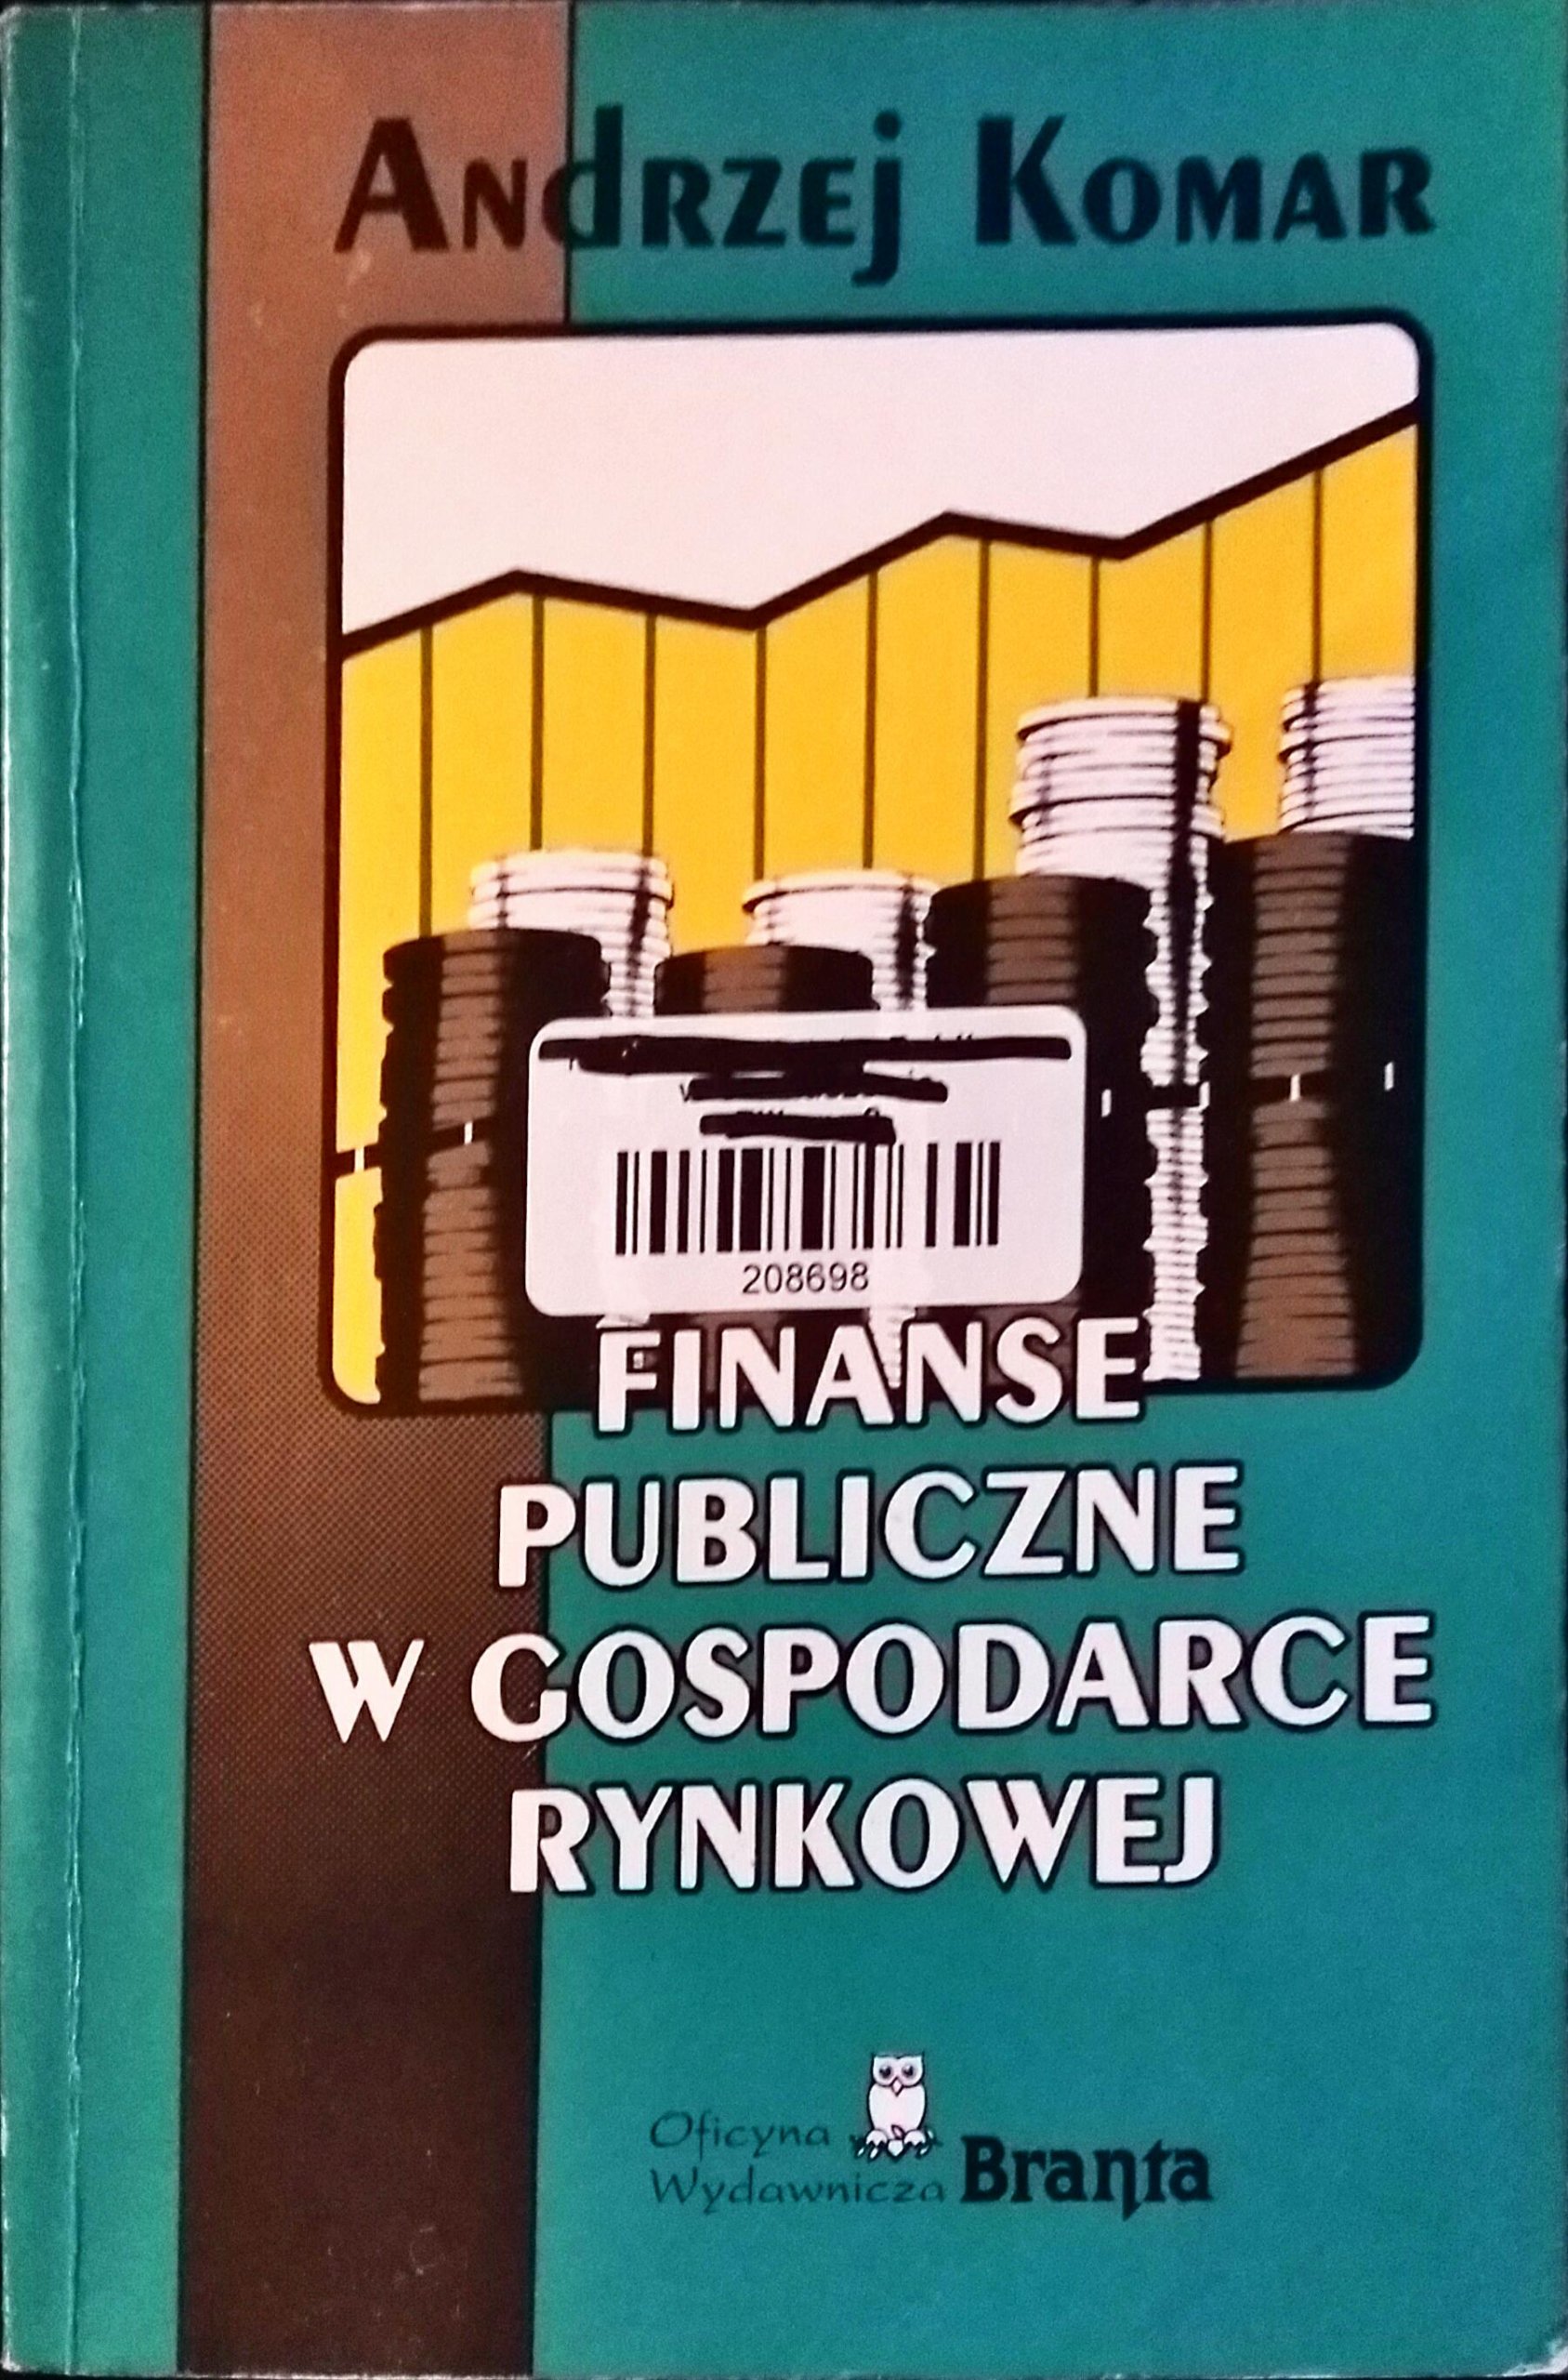 Andrzej Komar
208698
FINANSE
PUBLICZNE
W GOSPODARCE
RYNKOWEJ
Oficyna
Wydawnicza Branta